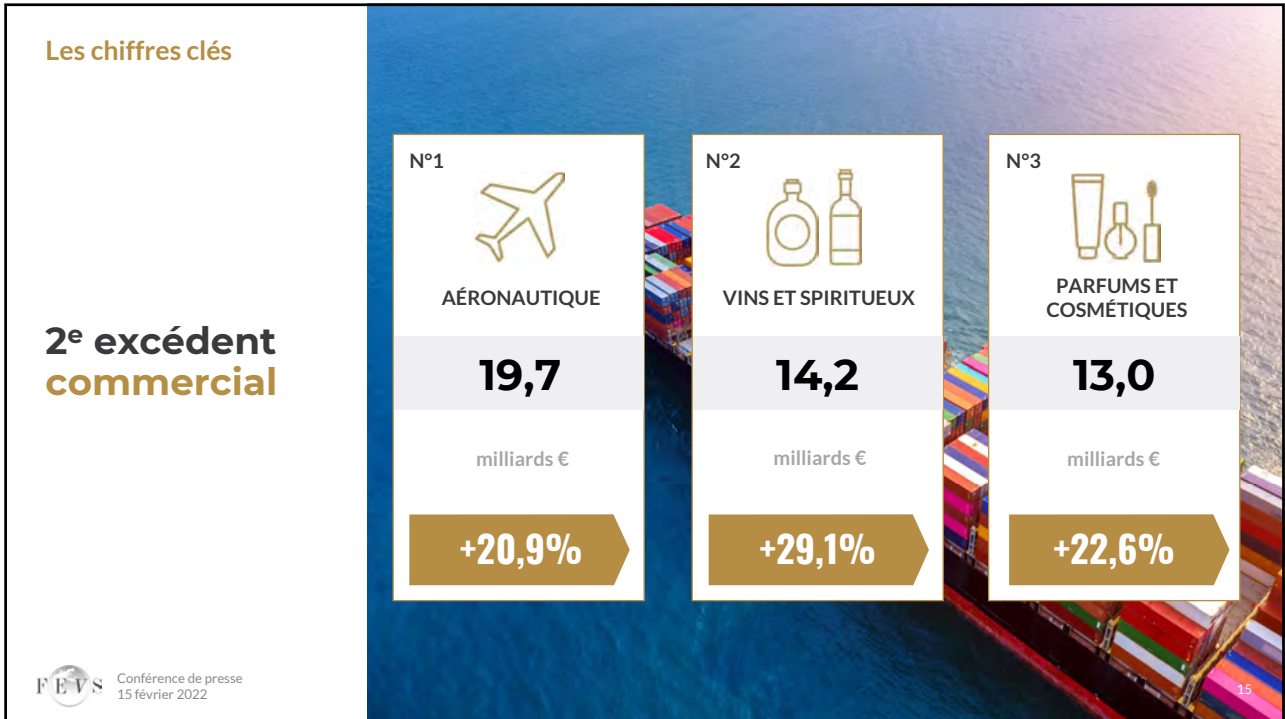 Les chiffres clés
2e excédent
commercial
N°1
AÉRONAUTIQUE
19,7
milliards €
+20,9%
N°2
VINS ET SPIRITUEUX
14,2
milliards €
+29,1%
N°3
PARFUMS ET
COSMÉTIQUES
13,0
milliards €
+22,6%
FEVS
Conférence de presse
15 février 2022
15